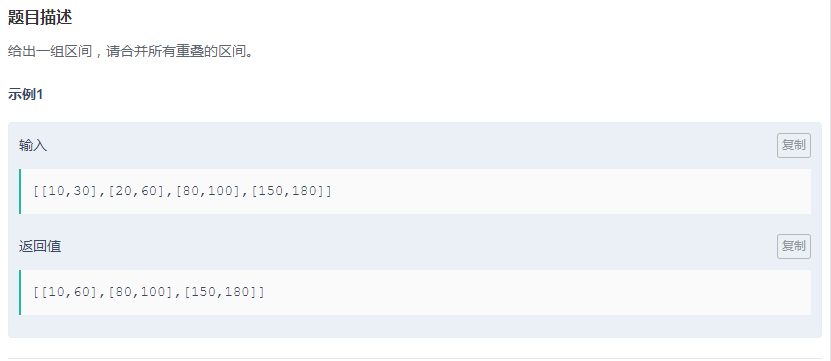 题目描述
给出一组区间，请合并所有重叠的区间。
示例1
输入
复制
[[10,30],[20,60],[80,100],[150,180]]
返回值
复制
[[10,60],[80,100],[150,180]]